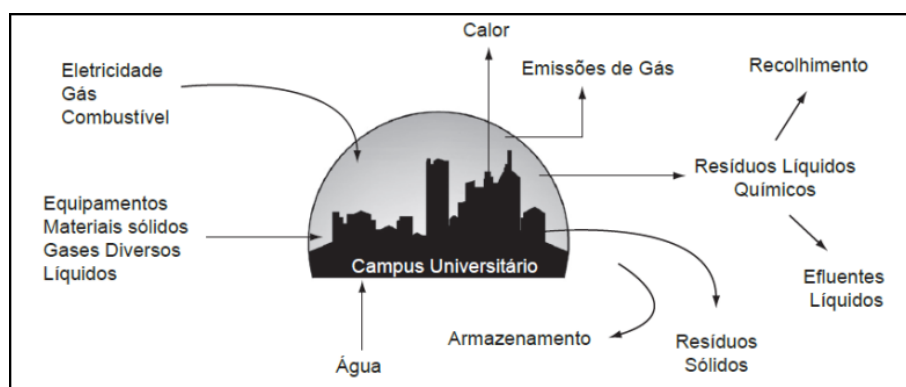 Calor
Emissões de Gás
Recolhimento
Eletricidade
Gás
Combustível
Resíduos Líquidos
Químicos
Equipamentos
Materiais sólidos
Gases Diversos
Líquidos
Campus Universitário
Efluentes
Líquidos
Armazenamento
Resíduos
Sólidos
Água